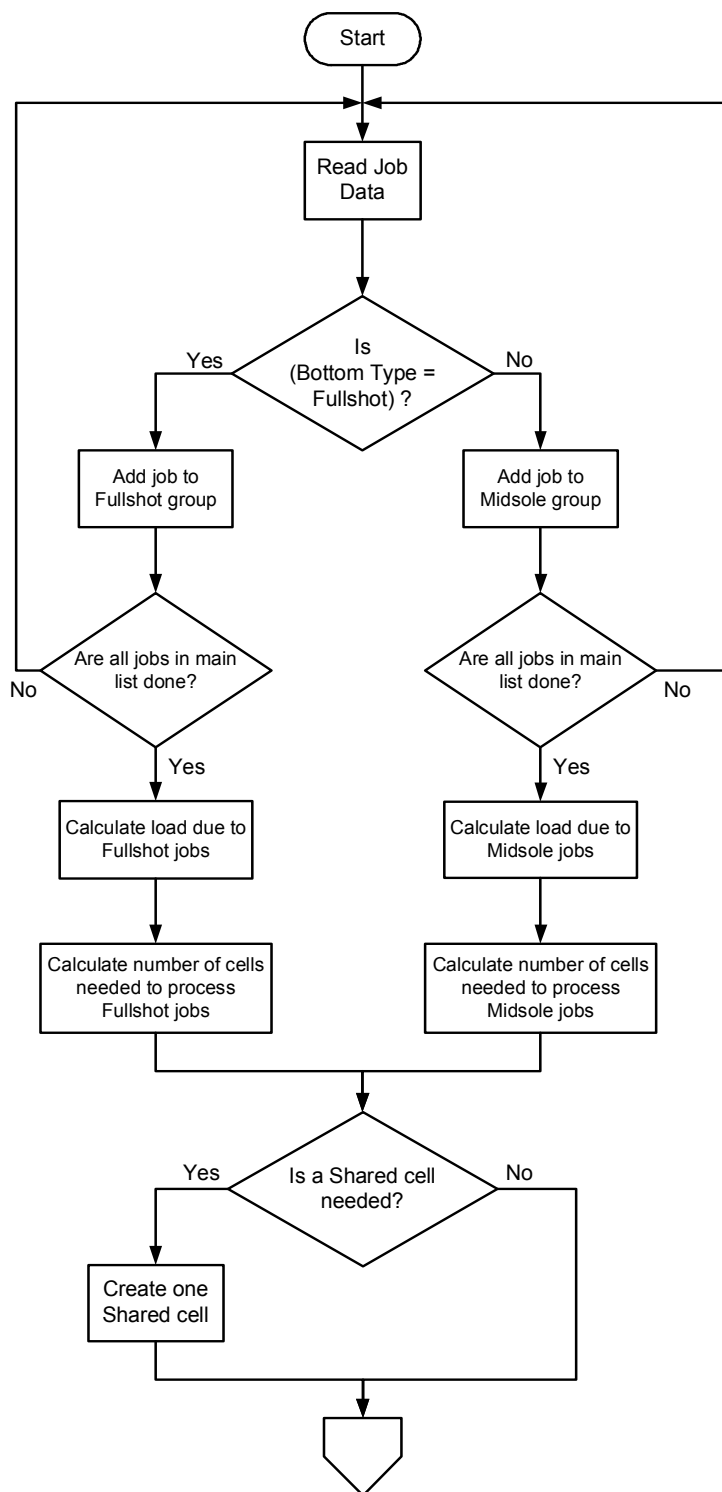 Start
Read Job
Data
Is
(Bottom Type =
Fullshot) ?
Yes
No
Add job to
Fullshot group
Add job to
Midsole group
Are all jobs in main
list done?
No
Yes
Are all jobs in main
list done?
No
Yes
Calculate load due to
Fullshot jobs
Calculate load due to
Midsole jobs
Calculate number of cells
needed to process
Fullshot jobs
Calculate number of cells
needed to process
Midsole jobs
Is a Shared cell
needed?
Yes
No
Create one
Shared cell